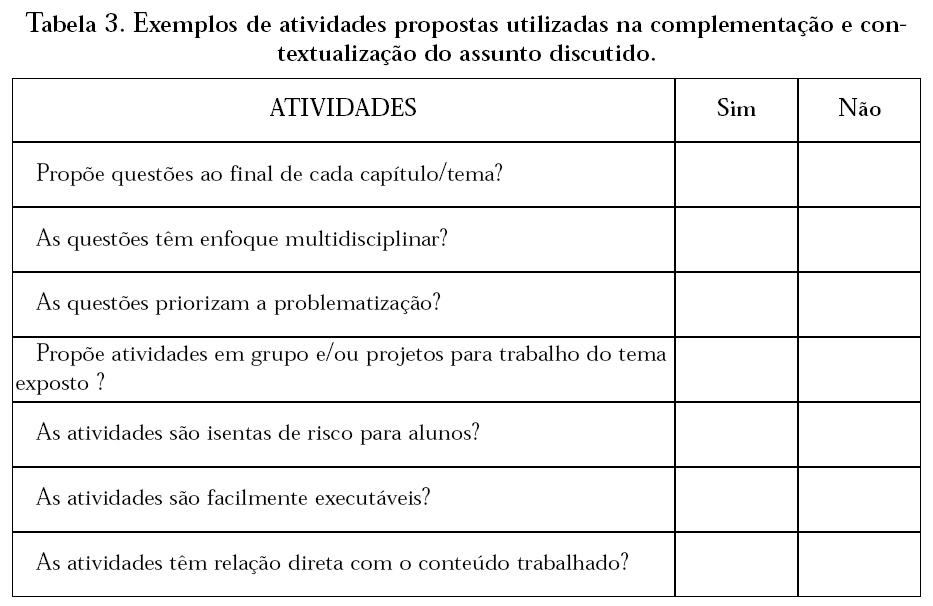 Tabela 3. Exemplos de atividades propostas utilizadas na complementação e con-
textualização do assunto discutido.
ATIVIDADES Sim Não
Propõe questões ao final de cada capítulo/tema?
As questões têm enfoque multidisciplinar?
As questões priorizam a problematização?
Propõe atividades em grupo e/ou projetos para trabalho do tema
exposto ?
As atividades são isentas de risco para alunos?
As atividades são facilmente executáveis?
As atividades têm relação direta com o conteúdo trabalhado?